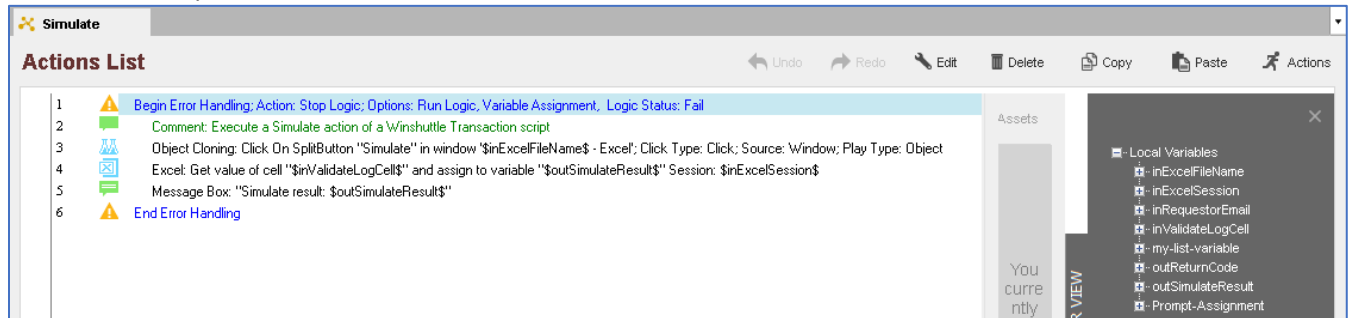 Simulate
Actions List
Undo Redo Edit Delete Copy Paste Actions
1 Begin Error Handling; Action: Stop Logic; Options: Run Logic, Variable Assignment, Logic Status: Fail
2 Comment: Execute a Simulate action of a Winshuttle Transaction script
3 Object Cloning: Click On SplitButton "Simulate" in window '$inExcelFileName$ - Excel'; Click Type: Click; Source: Window; Play Type: Object
4 Excel: Get value of cell "$inValidateLogCell$" and assign to variable "$outSimulateResult$" Session: $inExcelSession$
5 Message Box: "Simulate result: $outSimulateResult$"
6 End Error Handling
Assets
You
curre
ntly
R VIEW
Local Variables
inExcelFileName
inExcelSession
inRequestorEmail
inValidateLogCell
my-list-variable
outReturnCode
outSimulateResult
Prompt-Assignment